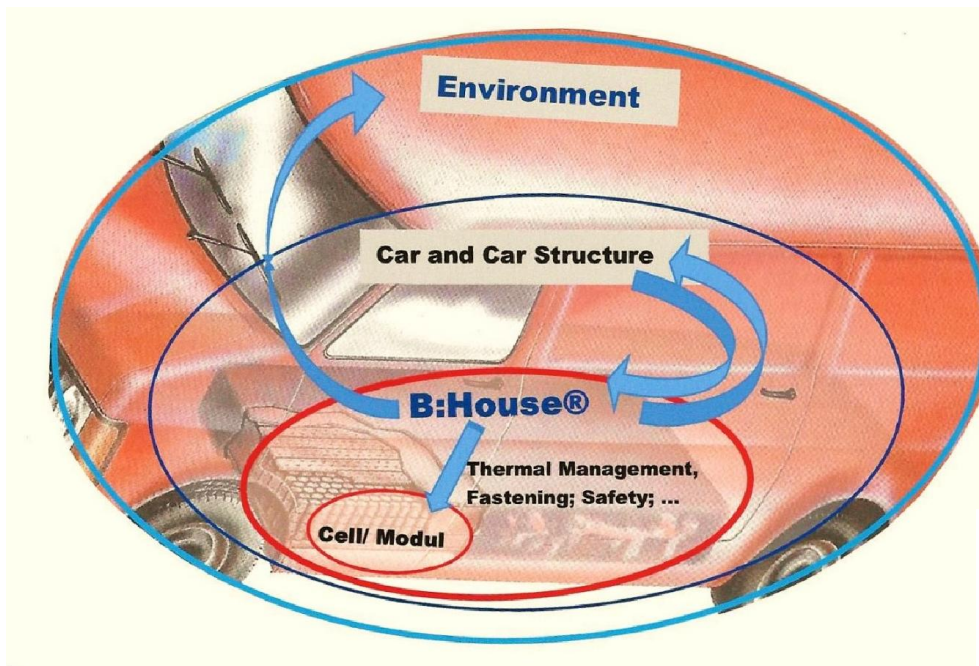 Environment
Car and Car Structure
B:House®
Thermal Management,
Fastening; Safety; ...
Cell/ Modul